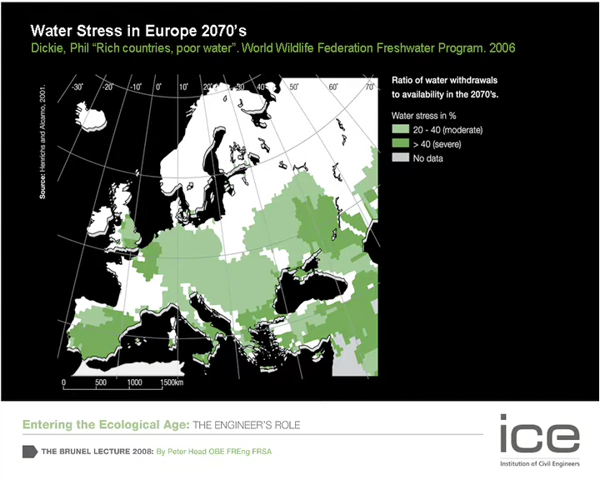 Water Stress in Europe 2070's
Dickie, Phil “Rich countries, poor water”. World Wildlife Federation Freshwater Program. 2006
-30° -20° -10° 0° 10° 20° 30° 40° 50° 60° 70°
Ratio of water withdrawals
to availability in the 2070's.
Water stress in %
20 - 40 (moderate)
> 40 (severe)
No data
Source: Henrichs and Alcamo, 2001.
0 500 1000 1500km
Entering the Ecological Age: THE ENGINEER'S ROLE
THE BRUNEL LECTURE 2008: By Peter Head OBE FREng FRSA
ice
Institution of Civil Engineers